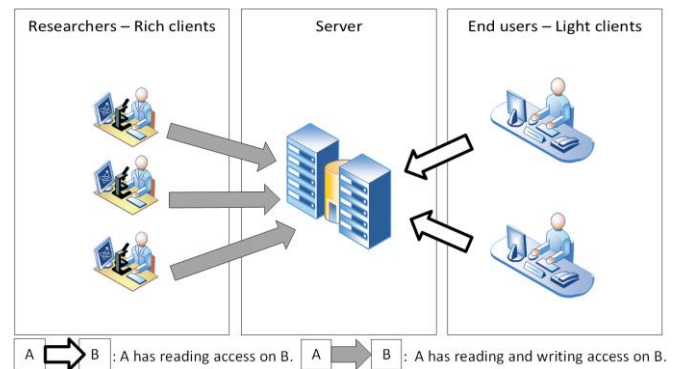 Researchers – Rich clients
Server
End users – Light clients
A B : A has reading access on B. A B : A has reading and writing access on B.